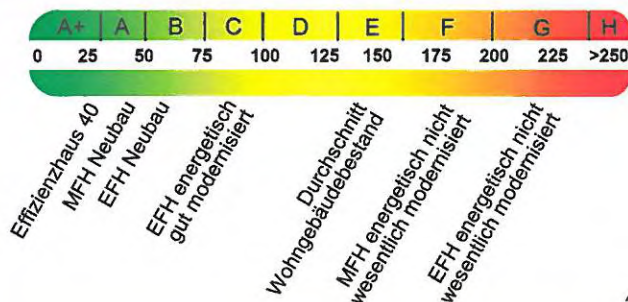 A+ A B C D E F G H
0 25 50 75 100 125 150 175 200 225 >250
Effizienzhaus 40
MFH Neubau
EFH Neubau
EFH energetisch
gut modernisiert
Durchschnitt
Wohngebäudebestand
MFH energetisch nicht
wesentlich modernisiert
EFH energetisch nicht
wesentlich modernisiert